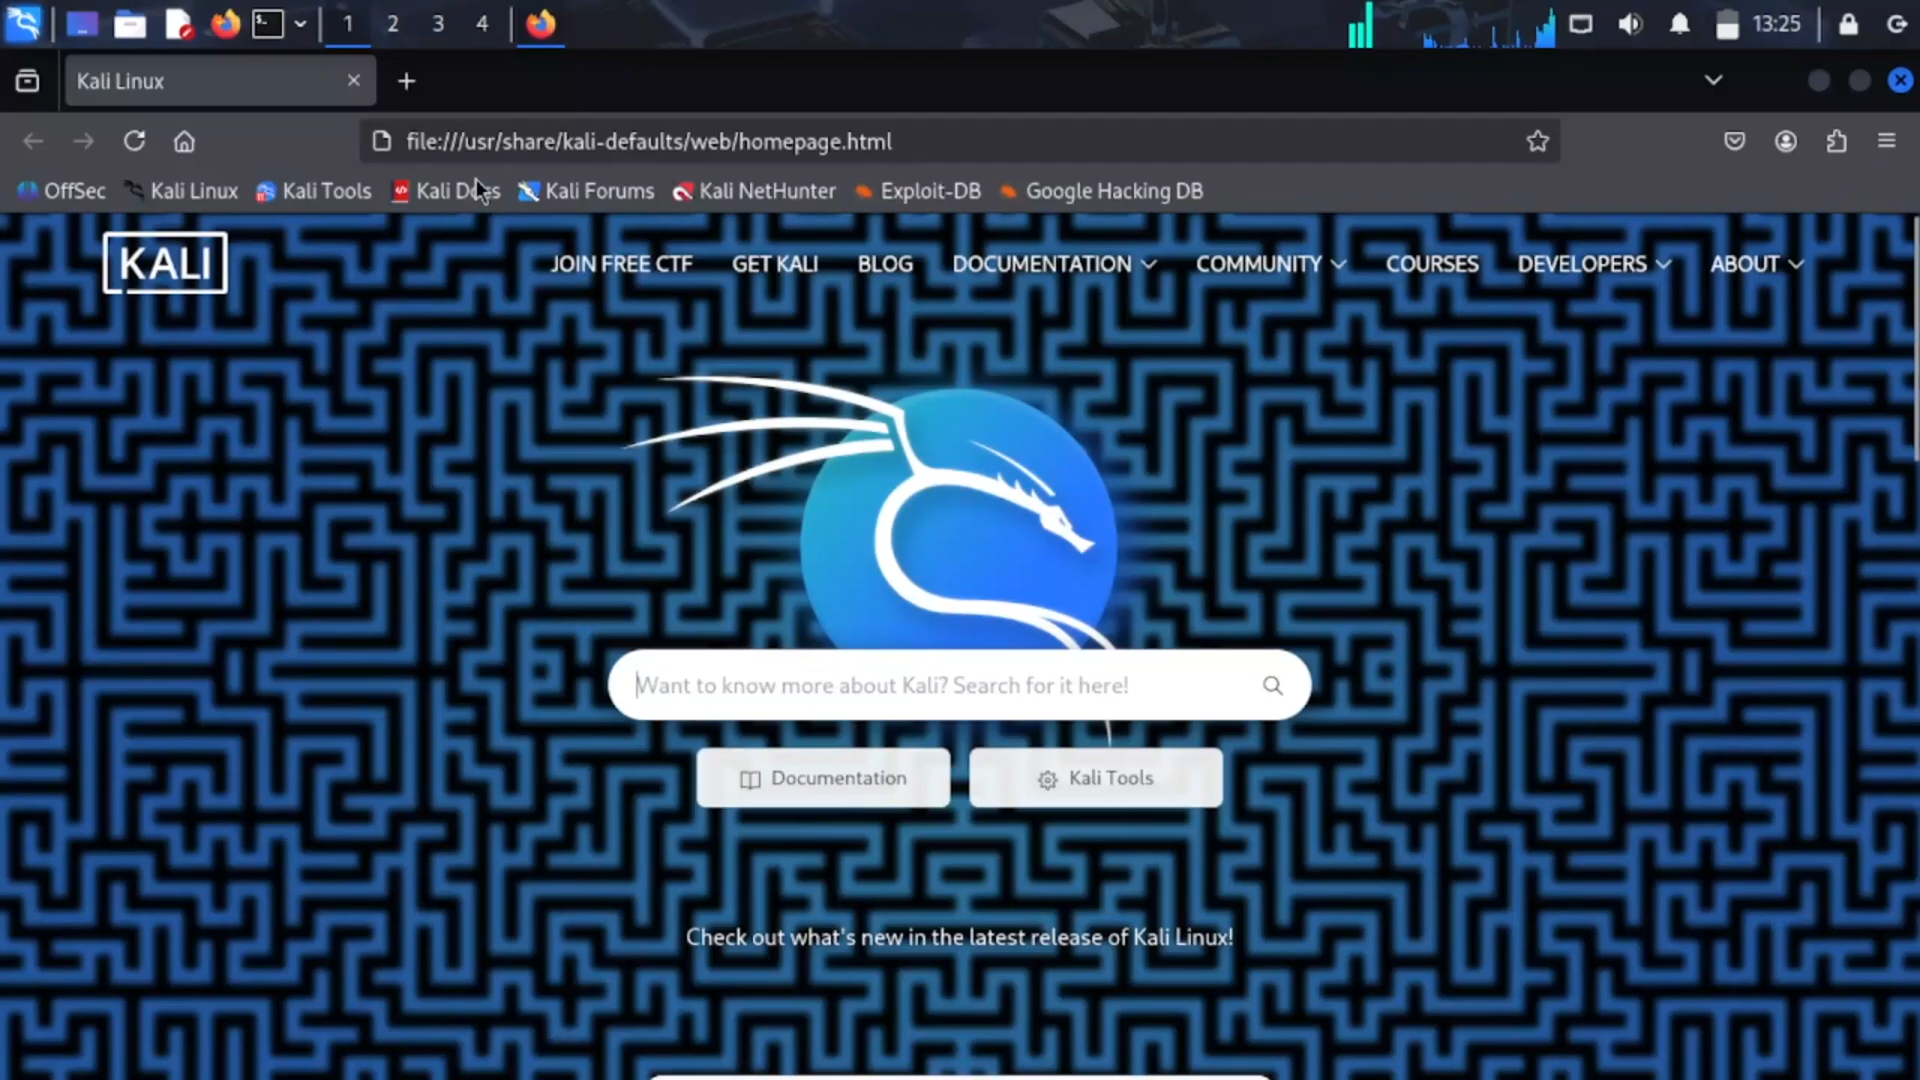 1 2 3 4 13:25
Kali Linux
file:///usr/share/kali-defaults/web/homepage.html
OffSec Kali Linux Kali Tools Kali Docs Kali Forums Kali NetHunter Exploit-DB Google Hacking DB
KALI JOIN FREE CTF GET KALI BLOG DOCUMENTATION COMMUNITY COURSES DEVELOPERS ABOUT
Want to know more about Kali? Search for it here!
Documentation Kali Tools
Check out what's new in the latest release of Kali Linux!